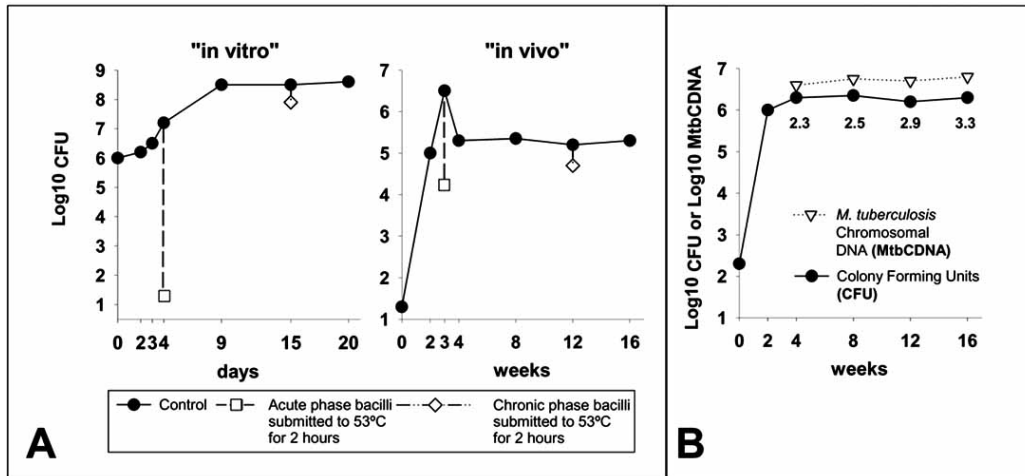 "in vitro"
Log10 CFU
9
8
7
6
5
4
3
2
1
0 2 3 4 9 15 20
days
"in vivo"
7
6
5
4
3
2
1
0 2 3 4 8 12 16
weeks
Control
Acute phase bacilli
submitted to 53ºC
for 2 hours
Chronic phase bacilli
submitted to 53ºC
for 2 hours
A
Log10 CFU or Log10 MtbCDNA
7
6
5
4
3
2
1
2.3 2.5 2.9 3.3
M. tuberculosis
Chromosomal
DNA (MtbCDNA)
Colony Forming Units
(CFU)
0 2 4 8 12 16
weeks
B